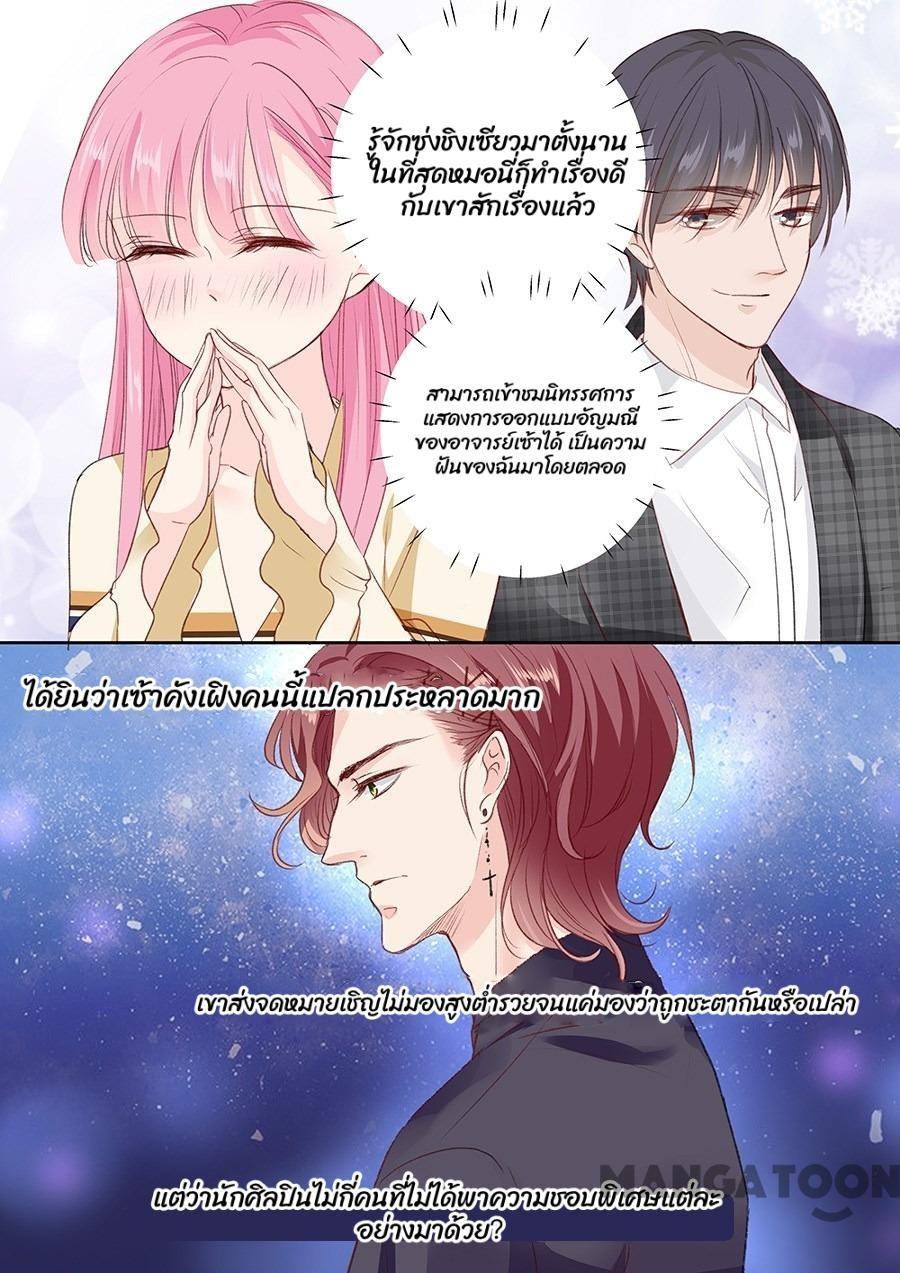 รู้จักซ่งชิงเซียวมาตั้งนาน
ในที่สุดหมอนี่ก็ทำเรื่องดี
กับเขาสักเรื่องแล้ว
สามารถเข้าชมนิทรรศการ
แสดงการออกแบบอัญมณี
ของอาจารย์เซ้าได้ เป็นความ
ฝันของฉันมาโดยตลอด
ได้ยินว่าเซ้าคังเฝิงคนนี้แปลกประหลาดมาก
เขาส่งจดหมายเชิญไม่มองสูงต่ำรวยจนแค่มองว่าถูกชะตากันหรือเปล่า
MANGATOON
แต่ว่านักศิลปินไม่กี่คนที่ไม่ได้พาความชอบพิเศษแต่ละ
อย่างมาด้วย?